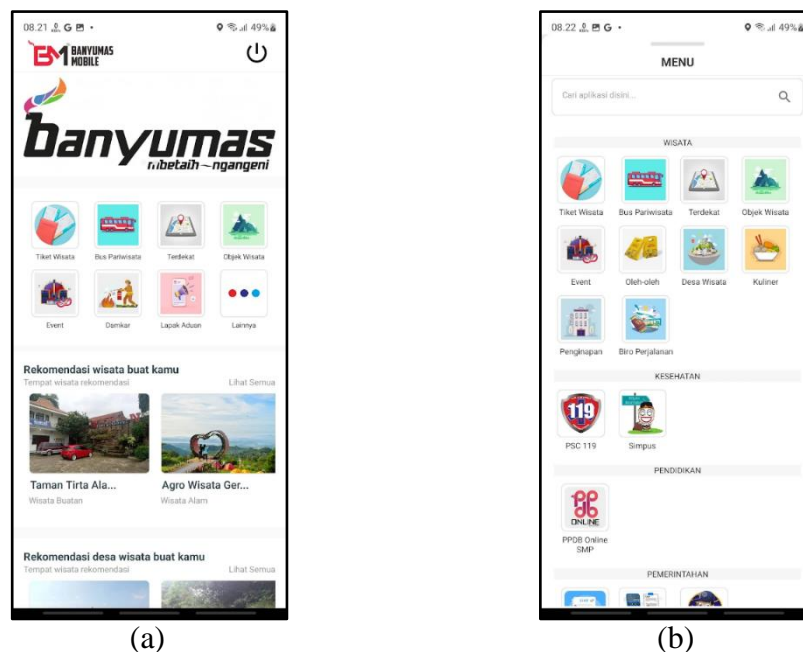 08.21 G 49%
BM BANYUMAS
MOBILE
banyumas
ngangeni
Tiket Wisata Bus Pariwisata Terdekat Objek Wisata
Event Damkar Lapak Aduan Lainnya
Rekomendasi wisata buat kamu
Tempat wisata rekomendasi Lihat Semua
Taman Tirta Ala... Agro Wisata Ger...
Wisata Buatan Wisata Alam
Rekomendasi desa wisata buat kamu
Tempat wisata rekomendasi Lihat Semua
(a)
08.22 G 49%
MENU
Cari aplikasi disini...
WISATA
Tiket Wisata Bus Pariwisata Terdekat Objek Wisata
Event Oleh-oleh Desa Wisata Kuliner
Penginapan Biro Perjalanan
KESEHATAN
119
PSC 119 Simpus
PENDIDIKAN
ONLINE
PPDB Online
SMP
PEMERINTAHAN
(b)